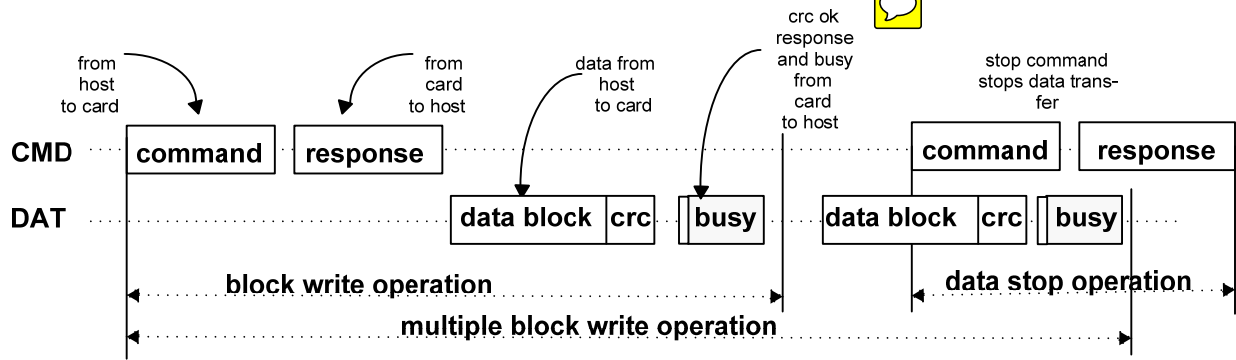 crc ok
response
and busy
from
card
to host
from
host
to card
from
card
to host
data from
host
to card
stop command
stops data trans-
fer
CMD command response command response
DAT data block crc busy data block crc busy
block write operation data stop operation
multiple block write operation